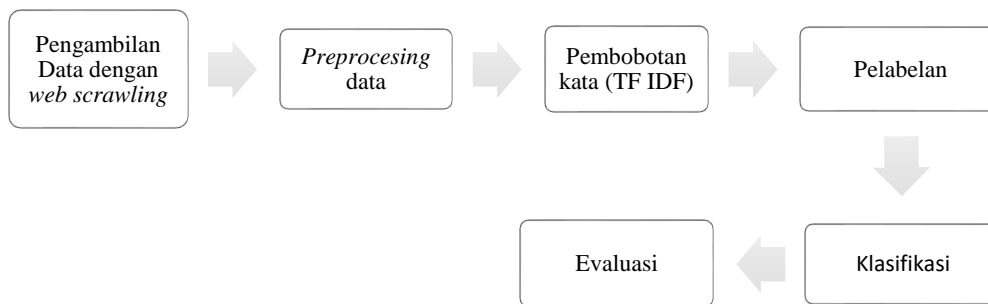 Pengambilan
Data dengan
web scrawling
Preprocesing
data
Pembobotan
kata (TF IDF)
Pelabelan
Klasifikasi
Evaluasi